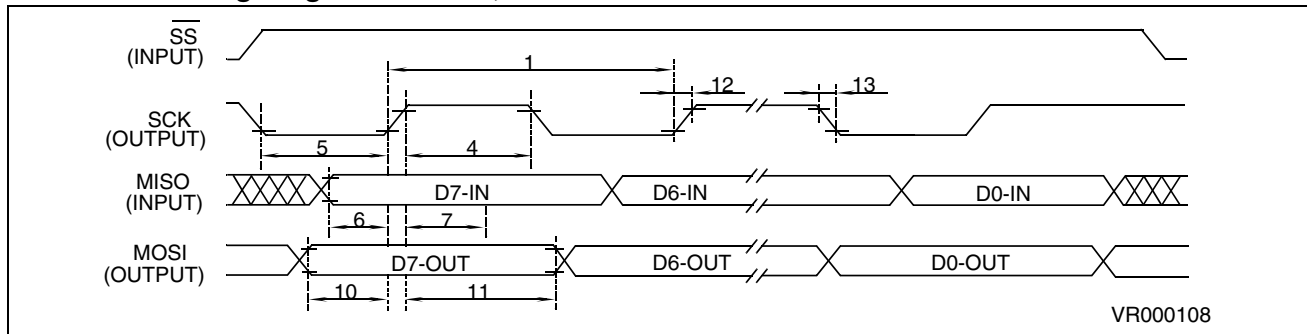 SS
(INPUT)
1
12
13
SCK
(OUTPUT)
5
4
MISO
(INPUT)
D7-IN
D6-IN
D0-IN
6
7
MOSI
(OUTPUT)
D7-OUT
D6-OUT
D0-OUT
10
11
VR000108